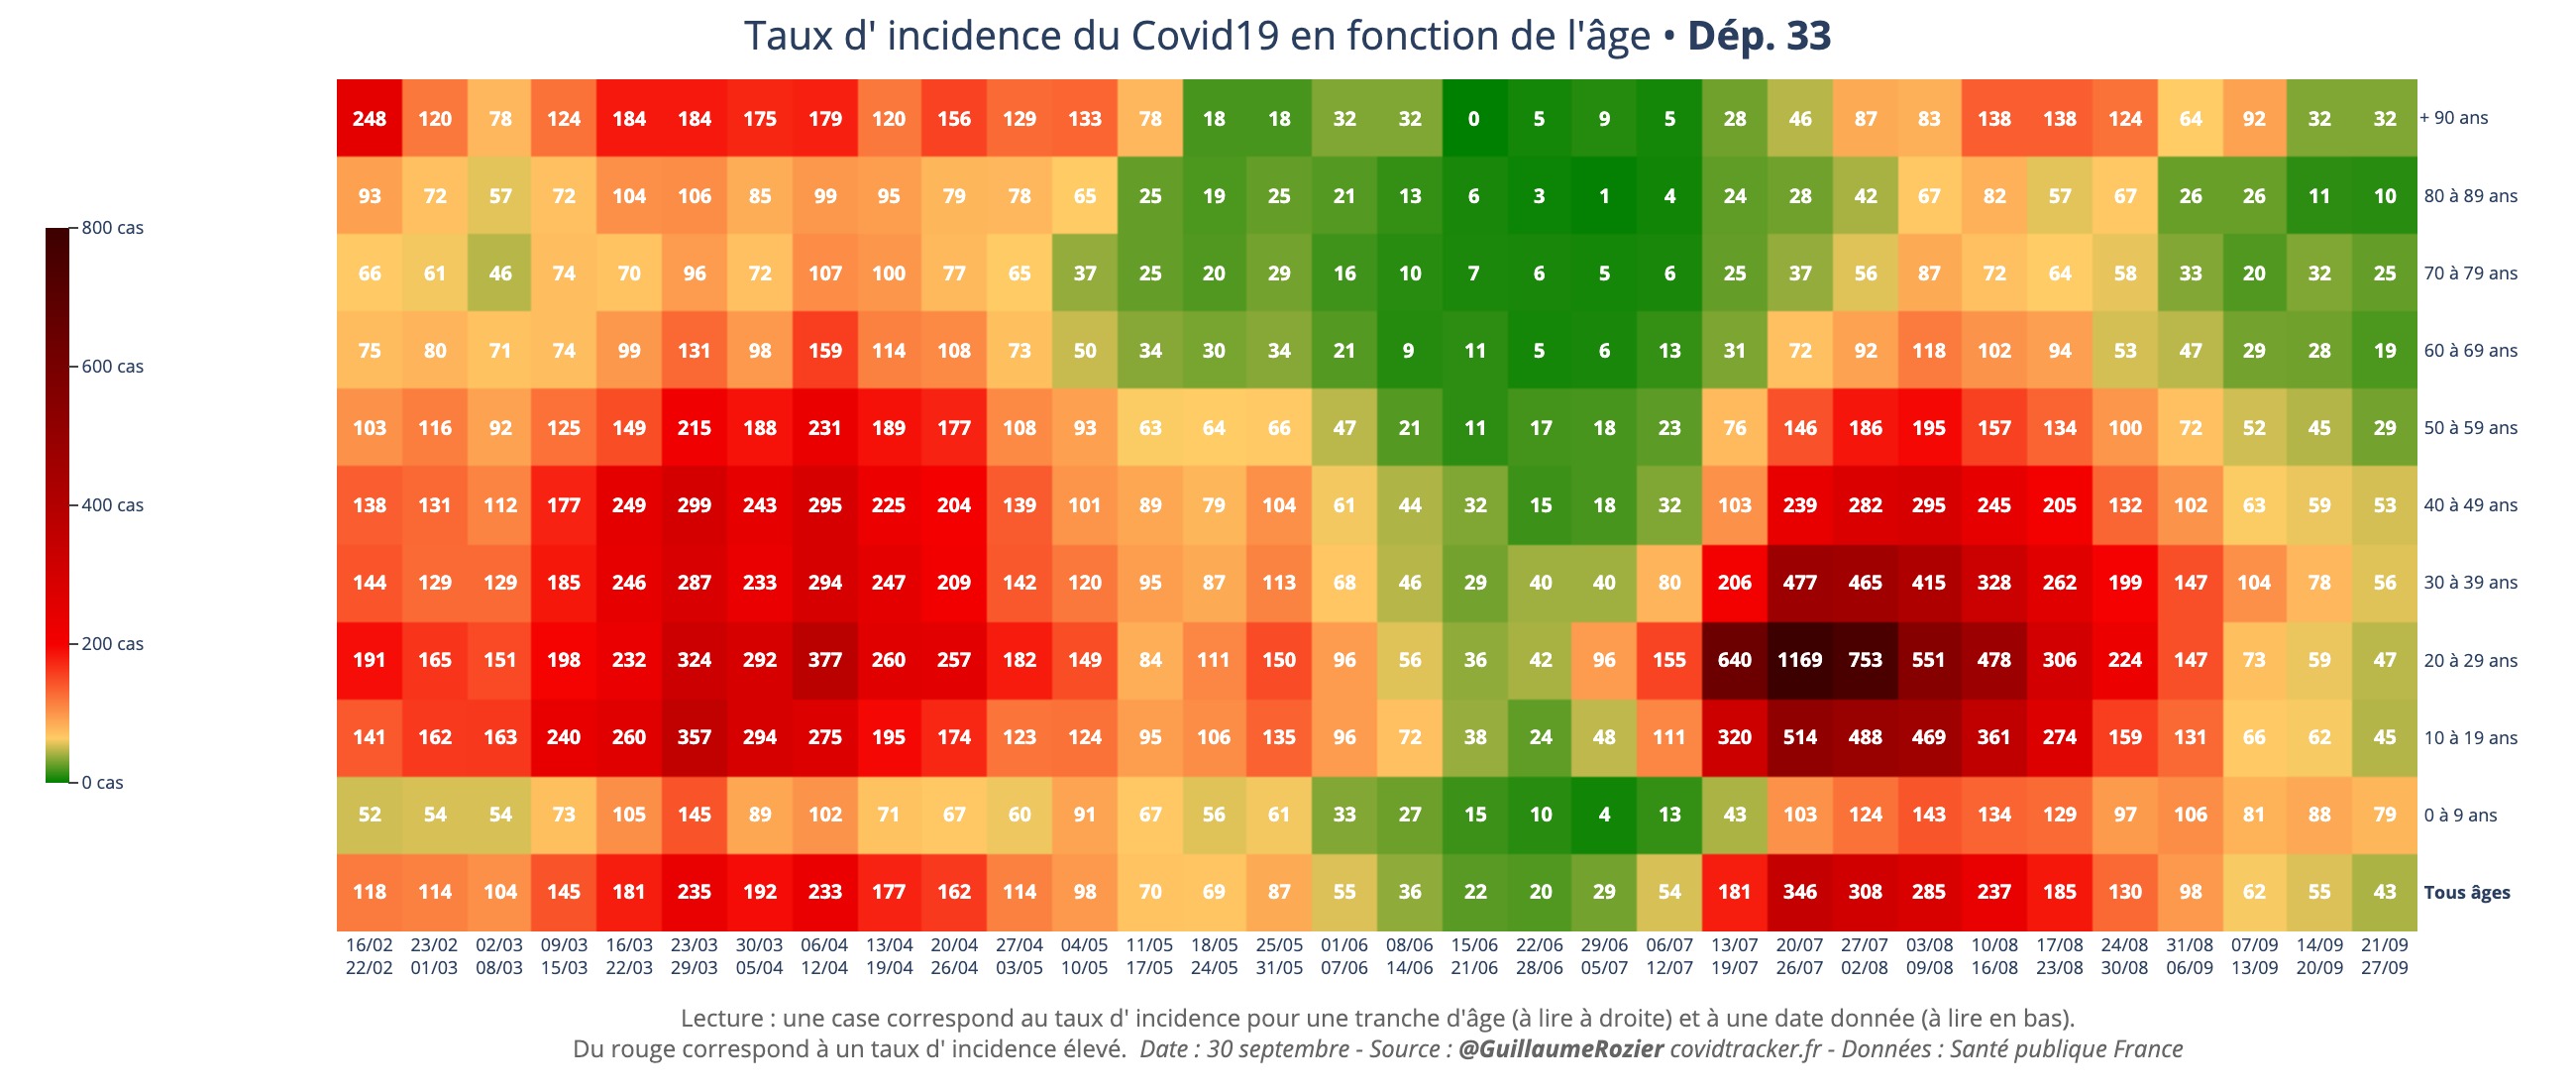 Taux d' incidence du Covid19 en fonction de l'âge • Dép. 33
800 cas
600 cas
400 cas
200 cas
0 cas
248 120 78 124 184 184 175 179 120 156 129 133 78 18 18 32 32 0 5 9 5 28 46 87 83 138 138 124 64 92 32 32 + 90 ans
93 72 57 72 104 106 85 99 95 79 78 65 25 19 25 21 13 6 3 1 4 24 28 42 67 82 57 67 26 26 11 10 80 à 89 ans
66 61 46 74 70 96 72 107 100 77 65 37 25 20 29 16 10 7 6 5 6 25 37 56 87 72 64 58 33 20 32 25 70 à 79 ans
75 80 71 74 99 131 98 159 114 108 73 50 34 30 34 21 9 11 5 6 13 31 72 92 118 102 94 53 47 29 28 19 60 à 69 ans
103 116 92 125 149 215 188 231 189 177 108 93 63 64 66 47 21 11 17 18 23 76 146 186 195 157 134 100 72 52 45 29 50 à 59 ans
138 131 112 177 249 299 243 295 225 204 139 101 89 79 104 61 44 32 15 18 32 103 239 282 295 245 205 132 102 63 59 53 40 à 49 ans
144 129 129 185 246 287 233 294 247 209 142 120 95 87 113 68 46 29 40 40 80 206 477 465 415 328 262 199 147 104 78 56 30 à 39 ans
191 165 151 198 232 324 292 377 260 257 182 149 84 111 150 96 56 36 42 96 155 640 1169 753 551 478 306 224 147 73 59 47 20 à 29 ans
141 162 163 240 260 357 294 275 195 174 123 124 95 106 135 96 72 38 24 48 111 320 514 488 469 361 274 159 131 66 62 45 10 à 19 ans
52 54 54 73 105 145 89 102 71 67 60 91 67 56 61 33 27 15 10 4 13 43 103 124 143 134 129 97 106 81 88 79 0 à 9 ans
118 114 104 145 181 235 192 233 177 162 114 98 70 69 87 55 36 22 20 29 54 181 346 308 285 237 185 130 98 62 55 43 Tous âges
16/02 23/02 02/03 09/03 16/03 23/03 30/03 06/04 13/04 20/04 27/04 04/05 11/05 18/05 25/05 01/06 08/06 15/06 22/06 29/06 06/07 13/07 20/07 27/07 03/08 10/08 17/08 24/08 31/08 07/09 14/09 21/09
22/02 01/03 08/03 15/03 22/03 29/03 05/04 12/04 19/04 26/04 03/05 10/05 17/05 24/05 31/05 07/06 14/06 21/06 28/06 05/07 12/07 19/07 26/07 02/08 09/08 16/08 23/08 30/08 06/09 13/09 20/09 27/09
Lecture : une case correspond au taux d' incidence pour une tranche d'âge (à lire à droite) et à une date donnée (à lire en bas).
Du rouge correspond à un taux d' incidence élevé. Date : 30 septembre - Source : @GuillaumeRozier covidtracker.fr - Données : Santé publique France